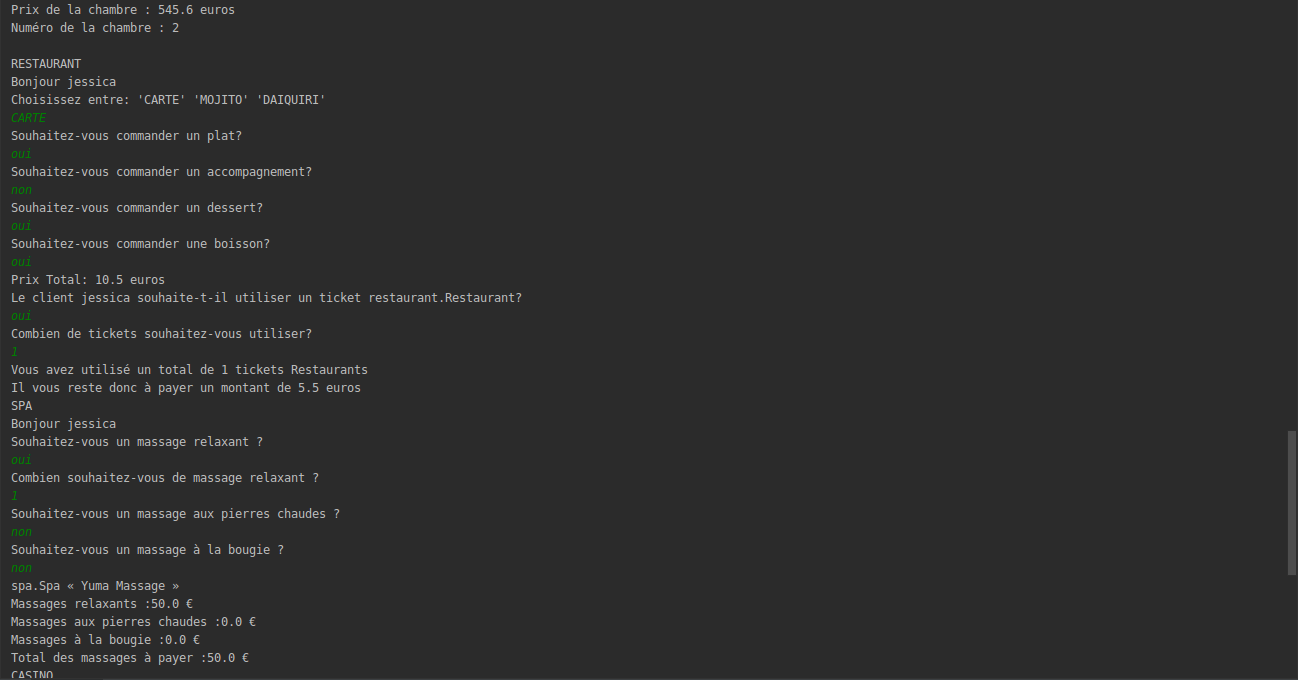 Prix de la chambre : 545.6 euros
Numéro de la chambre : 2
RESTAURANT
Bonjour jessica
Choisissez entre: 'CARTE' 'MOJITO' 'DAIQUIRI'
CARTE
Souhaitez-vous commander un plat?
oui
Souhaitez-vous commander un accompagnement?
non
Souhaitez-vous commander un dessert?
oui
Souhaitez-vous commander une boisson?
oui
Prix Total: 10.5 euros
Le client jessica souhaite-t-il utiliser un ticket restaurant.Restaurant?
oui
Combien de tickets souhaitez-vous utiliser?
1
Vous avez utilisé un total de 1 tickets Restaurants
Il vous reste donc à payer un montant de 5.5 euros
SPA
Bonjour jessica
Souhaitez-vous un massage relaxant ?
oui
Combien souhaitez-vous de massage relaxant ?
1
Souhaitez-vous un massage aux pierres chaudes ?
non
Souhaitez-vous un massage à la bougie ?
non
spa.Spa « Yuma Massage »
Massages relaxants :50.0 €
Massages aux pierres chaudes :0.0 €
Massages à la bougie :0.0 €
Total des massages à payer :50.0 €
CASINO